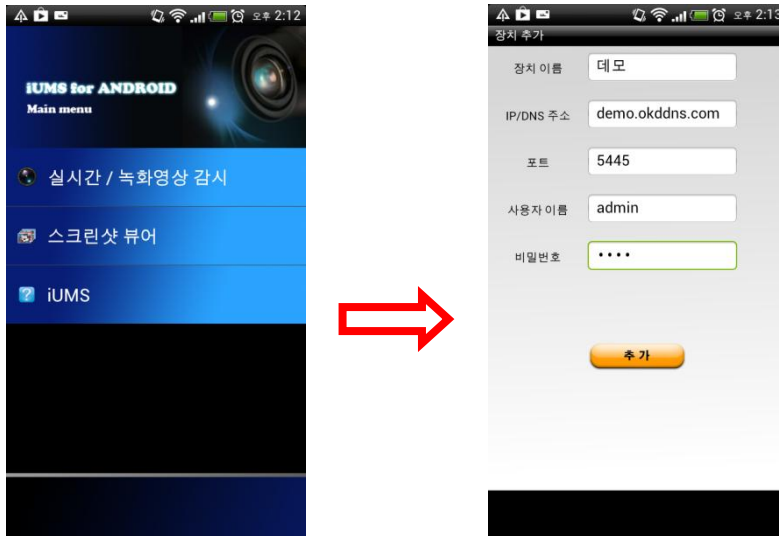 오후 2:12
iUMS for ANDROID
Main menu
실시간 / 녹화영상 감시
스크린샷 뷰어
iUMS
오후 2:13
장치 추가
장치 이름 데모
IP/DNS 주소 demo.okddns.com
포트 5445
사용자 이름 admin
비밀번호 ••••
추 가